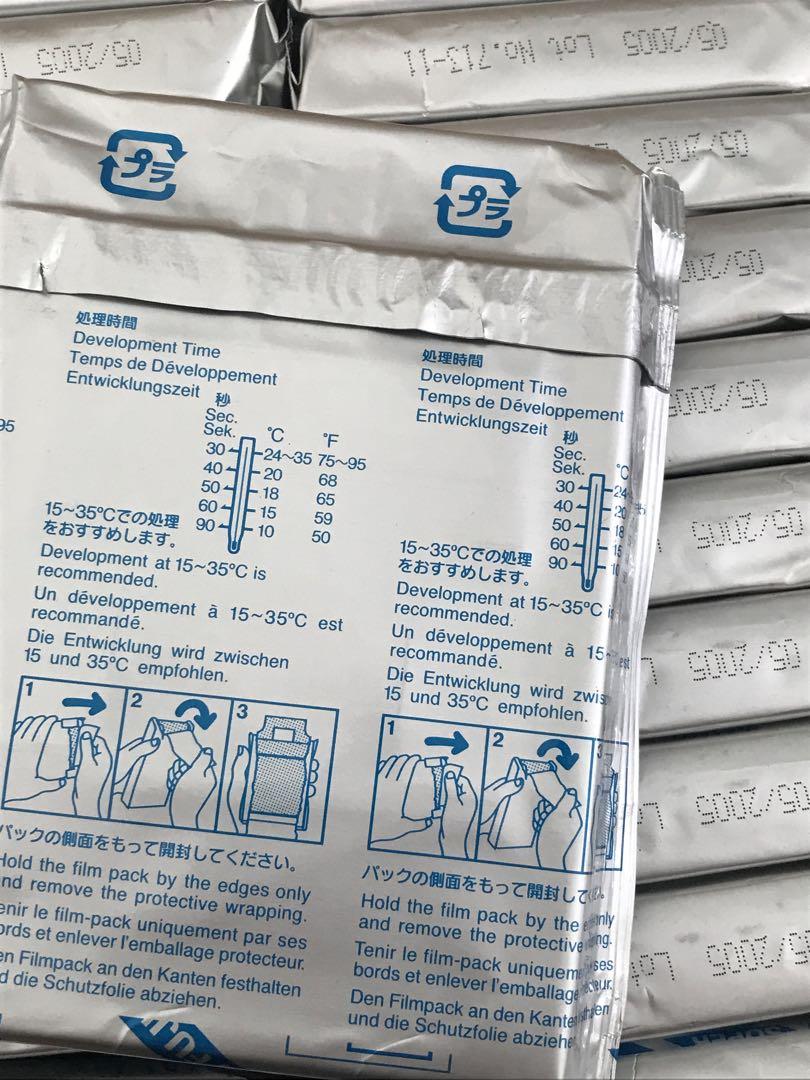 05/2005
05/2005 Lot. No.713-11
05/2005
プラ
プラ
処理時間
Development Time
Temps de Développement
Entwicklungszeit
秒
Sec.
Sek.
°C °F
30 24~35 75~95
40 20 68
50 18 65
60 15 59
90 10 50
15~35°Cでの処理
をおすすめします。
Development at 15~35°C is
recommended.
Un développement à 15~35°C est
recommandé.
Die Entwicklung wird zwischen
15 und 35°C empfohlen.
1 2 3
パックの側面をもって開封してください。
Hold the film pack by the edges only
and remove the protective wrapping.
Tenir le film-pack uniquement par ses
bords et enlever l'emballage protecteur.
Den Filmpack an den Kanten festhalten
und die Schutzfolie abziehen.
95
処理時間
Development Time
Temps de Développement
Entwicklungszeit
秒
Sec.
Sek.
°C
30 24
40 20
50 18
60 15
90 10
15~35°Cでの処理
をおすすめします。
Development at 15~35°C
recommended.
Un développement à 15~ est
recommandé.
Die Entwicklung wird
15 und 35°C empfohlen.
1 2 3
パックの側面をもって開封して
Hold the film pack by the only
and remove the protective
Tenir le film-pack ses
bords et enlever l'emballage
Den Filmpack an den
und die Schutzfolie
05/2005
05/2005
05/2005
05/2005
05/2005
05/2005